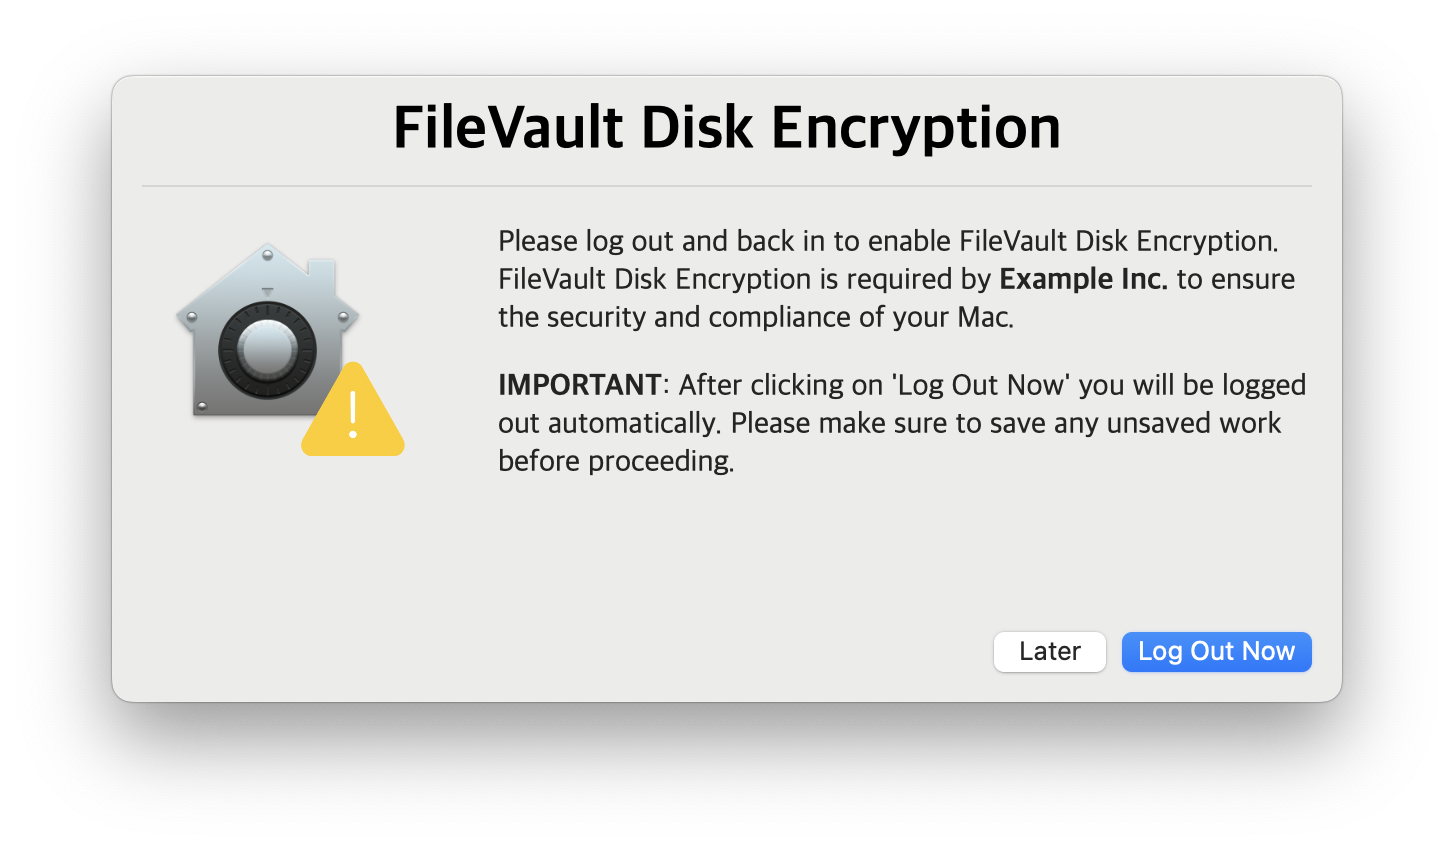 FileVault Disk Encryption
Please log out and back in to enable FileVault Disk Encryption.
FileVault Disk Encryption is required by Example Inc. to ensure
the security and compliance of your Mac.
IMPORTANT: After clicking on 'Log Out Now' you will be logged
out automatically. Please make sure to save any unsaved work
before proceeding.
Later
Log Out Now